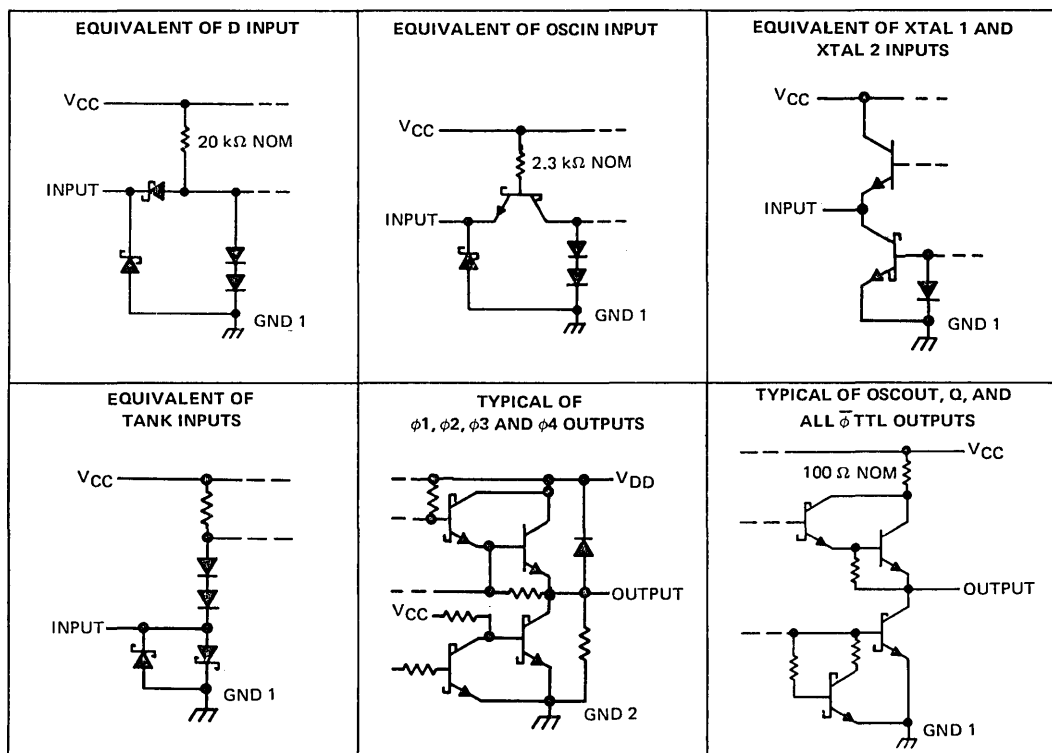 EQUIVALENT OF D INPUT
VCC
20 kΩ NOM
INPUT
GND 1
EQUIVALENT OF OSCIN INPUT
VCC
2.3 kΩ NOM
INPUT
GND 1
EQUIVALENT OF XTAL 1 AND
XTAL 2 INPUTS
VCC
INPUT
GND 1
EQUIVALENT OF
TANK INPUTS
VCC
INPUT
GND 1
TYPICAL OF
ϕ1, ϕ2, ϕ3 AND ϕ4 OUTPUTS
VDD
OUTPUT
VCC
GND 2
TYPICAL OF OSCOUT, Q, AND
ALL ϕ̅ TTL OUTPUTS
VCC
100 Ω NOM
OUTPUT
GND 1